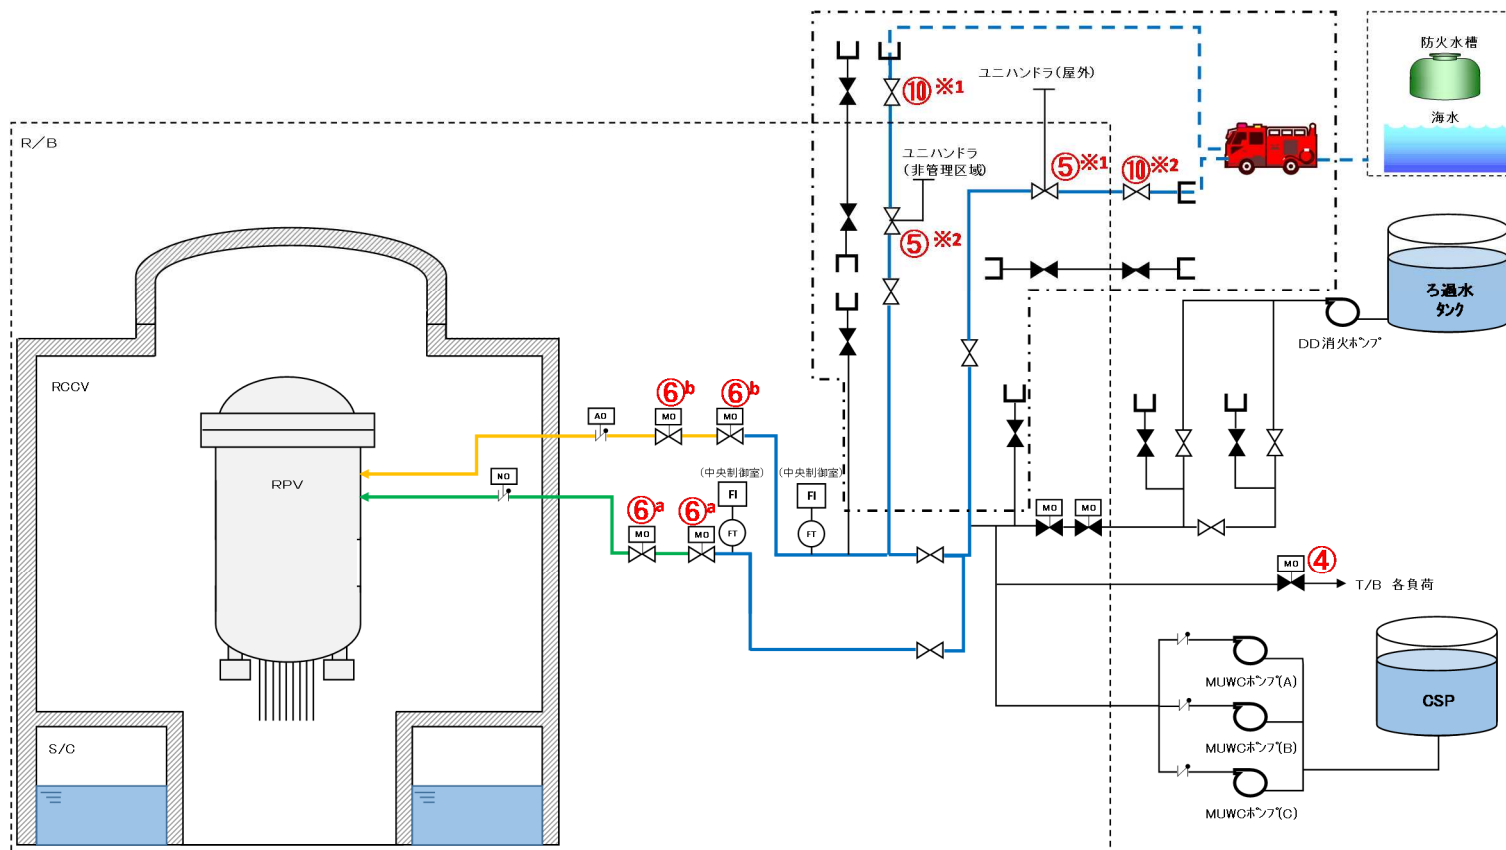 防火水槽
海水
ユニハンドラ(屋外)
⑩※1
R/B
ユニハンドラ
(非管理区域)
⑤※1
⑩※2
⑤※2
ろ過水
タンク
DD消火ポンプ
RCCV
⑥b
⑥b
AO
MO
MO
(中央制御室)
(中央制御室)
RPV
NO
FI
FI
⑥a
⑥a
MO
MO
FT
FT
MO
MO
MO
④
T/B 各負荷
MUWCポンプ(A)
CSP
S/C
MUWCポンプ(B)
MUWCポンプ(C)